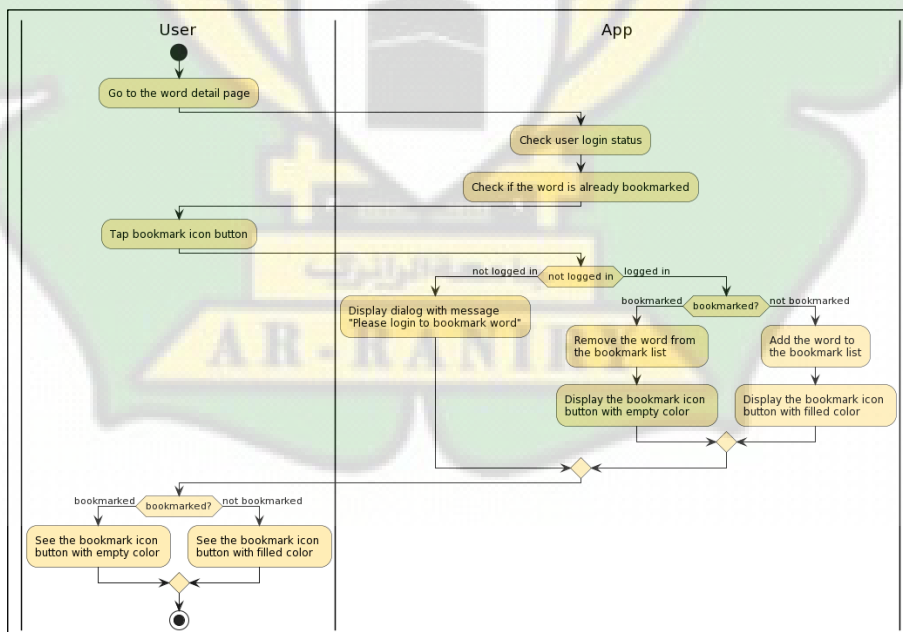 User
App
Go to the word detail page
Check user login status
Check if the word is already bookmarked
Tap bookmark icon button
not logged in
not logged in
logged in
Display dialog with message
"Please login to bookmark word"
bookmarked
bookmarked?
not bookmarked
Remove the word from
the bookmark list
Add the word to
the bookmark list
Display the bookmark icon
button with empty color
Display the bookmark icon
button with filled color
bookmarked
bookmarked?
not bookmarked
See the bookmark icon
button with empty color
See the bookmark icon
button with filled color
جامعة الرانري
AR-RANIRY